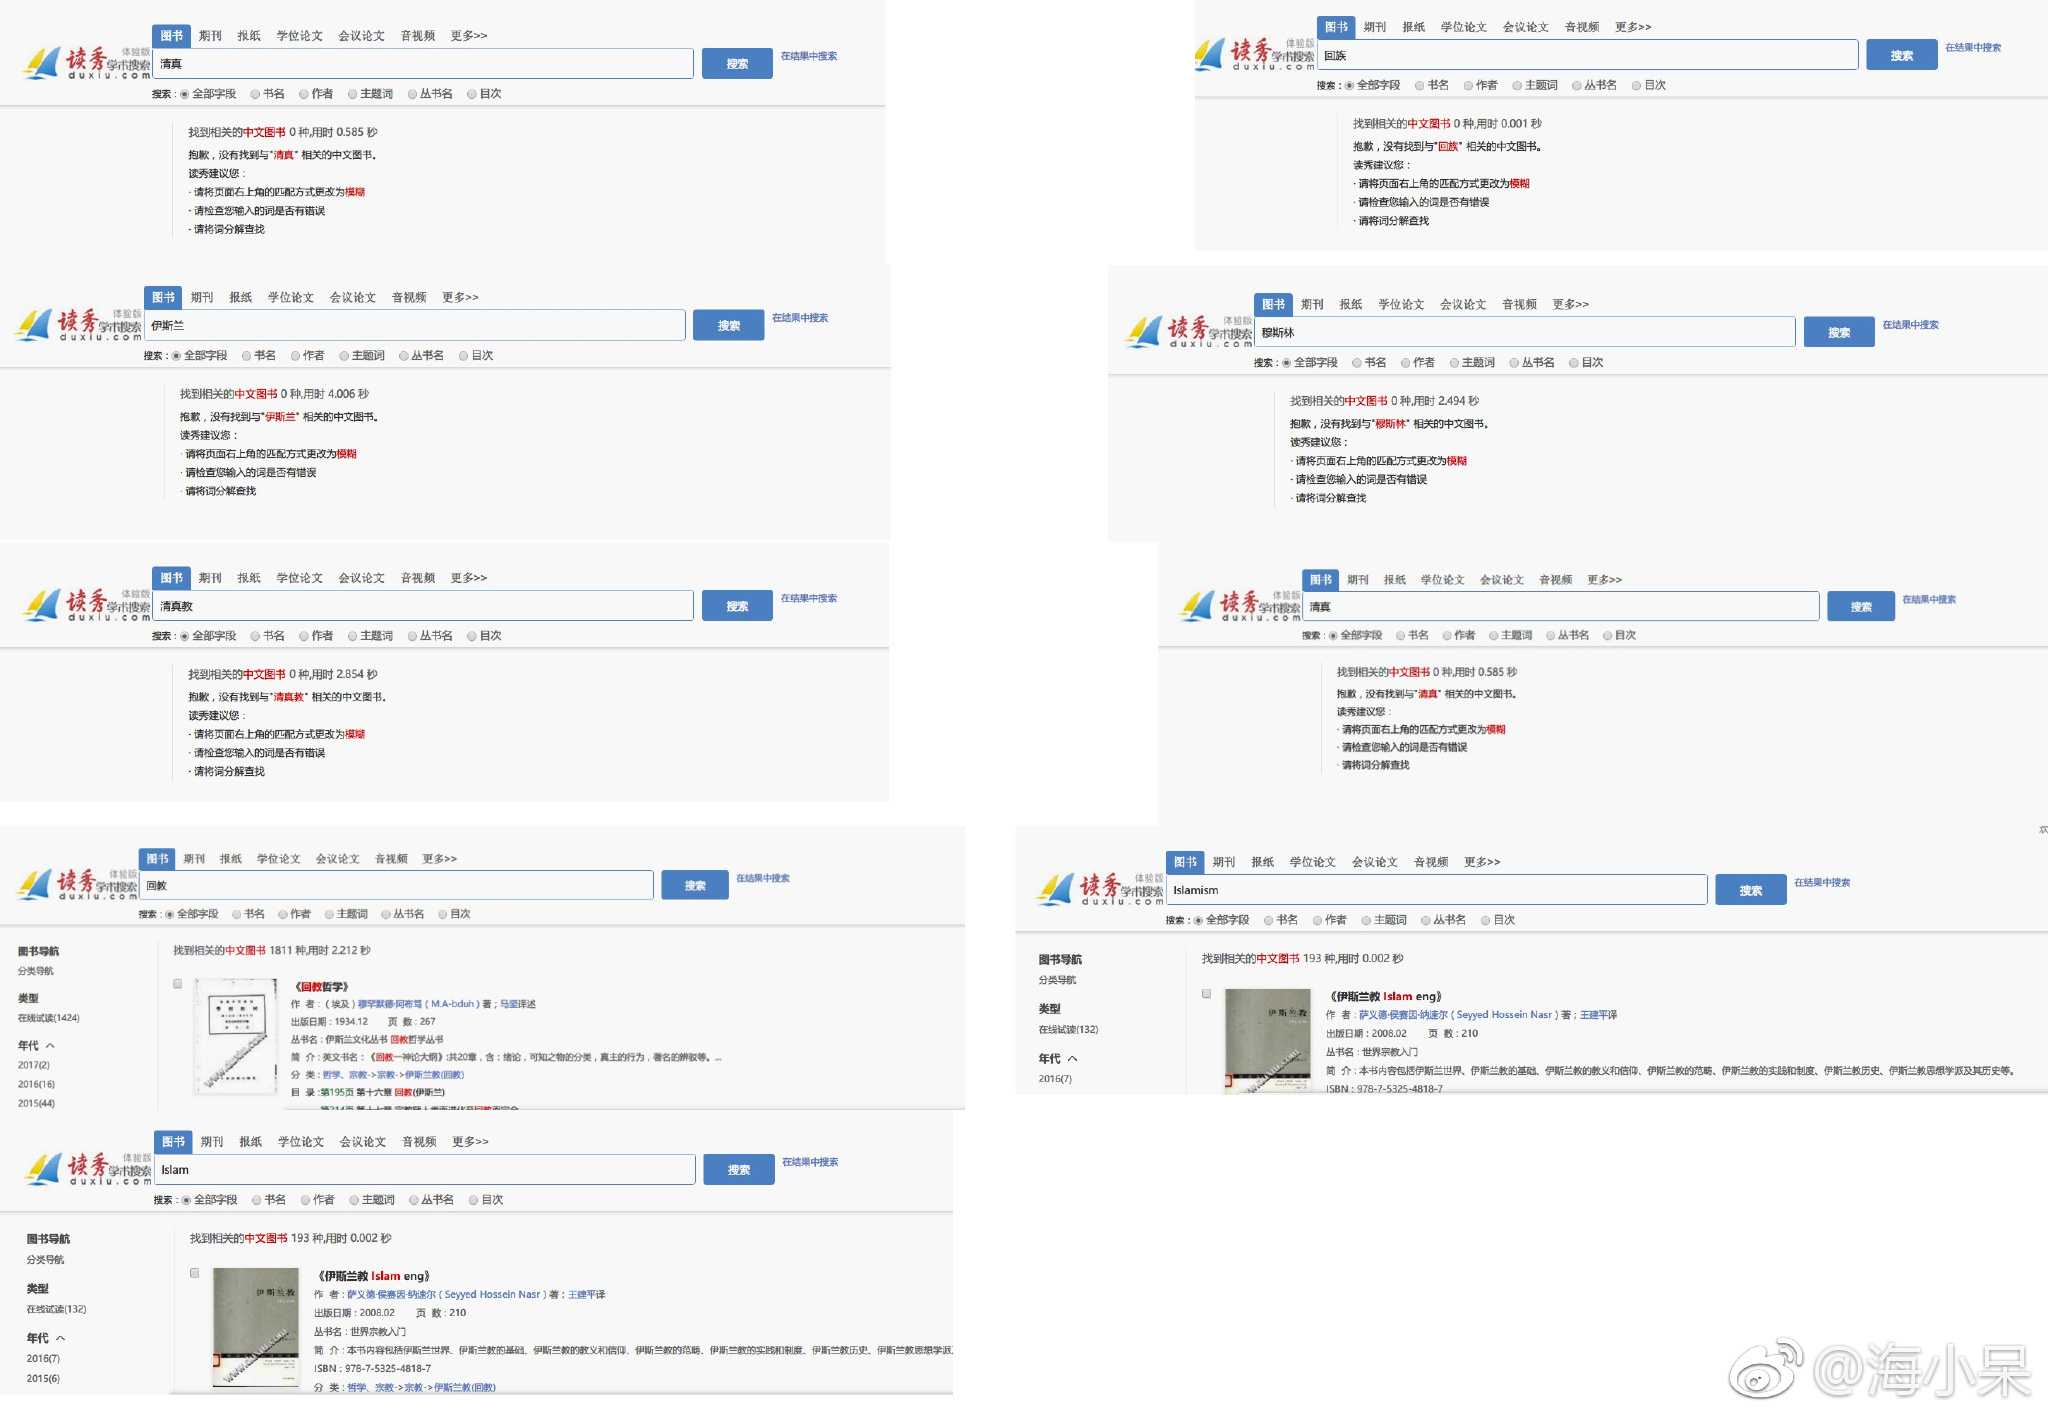 图书 期刊 报纸 学位论文 会议论文 音视频 更多>>
读秀 体验版 学术搜索 duxiu.com
清真 搜索 在结果中搜索
搜索： 全部字段 书名 作者 主题词 丛书名 目次
找到相关的中文图书 0 种,用时 0.585 秒
抱歉，没有找到与"清真" 相关的中文图书。
读秀建议您：
· 请将页面右上角的匹配方式更改为模糊
· 请检查您输入的词是否有错误
· 请将词分解查找
图书 期刊 报纸 学位论文 会议论文 音视频 更多>>
读秀 体验版 学术搜索 duxiu.com
回族 搜索 在结果中搜索
搜索： 全部字段 书名 作者 主题词 丛书名 目次
找到相关的中文图书 0 种,用时 0.001 秒
抱歉，没有找到与"回族" 相关的中文图书。
读秀建议您：
· 请将页面右上角的匹配方式更改为模糊
· 请检查您输入的词是否有错误
· 请将词分解查找
图书 期刊 报纸 学位论文 会议论文 音视频 更多>>
读秀 体验版 学术搜索 duxiu.com
伊斯兰 搜索 在结果中搜索
搜索： 全部字段 书名 作者 主题词 丛书名 目次
找到相关的中文图书 0 种,用时 4.006 秒
抱歉，没有找到与"伊斯兰" 相关的中文图书。
读秀建议您：
· 请将页面右上角的匹配方式更改为模糊
· 请检查您输入的词是否有错误
· 请将词分解查找
图书 期刊 报纸 学位论文 会议论文 音视频 更多>>
读秀 体验版 学术搜索 duxiu.com
穆斯林 搜索 在结果中搜索
搜索： 全部字段 书名 作者 主题词 丛书名 目次
找到相关的中文图书 0 种,用时 2.494 秒
抱歉，没有找到与"穆斯林" 相关的中文图书。
读秀建议您：
· 请将页面右上角的匹配方式更改为模糊
· 请检查您输入的词是否有错误
· 请将词分解查找
图书 期刊 报纸 学位论文 会议论文 音视频 更多>>
读秀 体验版 学术搜索 duxiu.com
清真教 搜索 在结果中搜索
搜索： 全部字段 书名 作者 主题词 丛书名 目次
找到相关的中文图书 0 种,用时 2.854 秒
抱歉，没有找到与"清真教" 相关的中文图书。
读秀建议您：
· 请将页面右上角的匹配方式更改为模糊
· 请检查您输入的词是否有错误
· 请将词分解查找
图书 期刊 报纸 学位论文 会议论文 音视频 更多>>
读秀 体验版 学术搜索 duxiu.com
清真 搜索 在结果中搜索
搜索： 全部字段 书名 作者 主题词 丛书名 目次
找到相关的中文图书 0 种,用时 0.585 秒
抱歉，没有找到与"清真" 相关的中文图书。
读秀建议您：
· 请将页面右上角的匹配方式更改为模糊
· 请检查您输入的词是否有错误
· 请将词分解查找
图书 期刊 报纸 学位论文 会议论文 音视频 更多>>
读秀 体验版 学术搜索 duxiu.com
回教 搜索 在结果中搜索
搜索： 全部字段 书名 作者 主题词 丛书名 目次
图书导航
分类导航
类型
在线试读(1424)
年代
2017(2)
2016(16)
2015(44)
找到相关的中文图书 1811 种,用时 2.212 秒
《回教哲学》
作 者：（埃及）穆罕默德·阿布笃（M.A-bduh）著；马坚译述
出版日期：1934.12 页 数：267
丛书名：伊斯兰文化丛书 回教哲学丛书
简 介：英文书名：《回教一神论大纲》:共20章，含：绪论，可知之物的分类，真主的行为，著名的辨驳等。...
分 类：哲学、宗教->宗教->伊斯兰教(回教)
目 录:第195页 第十六章 回教(伊斯兰)
图书 期刊 报纸 学位论文 会议论文 音视频 更多>>
读秀 体验版 学术搜索 duxiu.com
Islamism 搜索 在结果中搜索
搜索： 全部字段 书名 作者 主题词 丛书名 目次
图书导航
分类导航
类型
在线试读(132)
年代
2016(7)
找到相关的中文图书 193 种,用时 0.002 秒
伊斯兰教
《伊斯兰教 Islam eng》
作 者：萨义德·侯赛因·纳速尔（Seyyed Hossein Nasr）著；王建平译
出版日期：2008.02 页 数：210
丛书名：世界宗教入门
简 介：本书内容包括伊斯兰世界、伊斯兰教的基础、伊斯兰教的教义和信仰、伊斯兰教的范畴、伊斯兰教的实践和制度、伊斯兰教历史、伊斯兰教思想学派及其历史等。
ISBN：978-7-5325-4818-7
图书 期刊 报纸 学位论文 会议论文 音视频 更多>>
读秀 体验版 学术搜索 duxiu.com
Islam 搜索 在结果中搜索
搜索： 全部字段 书名 作者 主题词 丛书名 目次
图书导航
分类导航
类型
在线试读(132)
年代
2016(7)
2015(6)
找到相关的中文图书 193 种,用时 0.002 秒
伊斯兰教
《伊斯兰教 Islam eng》
作 者：萨义德·侯赛因·纳速尔（Seyyed Hossein Nasr）著；王建平译
出版日期：2008.02 页 数：210
丛书名：世界宗教入门
简 介：本书内容包括伊斯兰世界、伊斯兰教的基础、伊斯兰教的教义和信仰、伊斯兰教的范畴、伊斯兰教的实践和制度、伊斯兰教历史、伊斯兰教思想学派
ISBN：978-7-5325-4818-7
分 类：哲学、宗教->宗教->伊斯兰教(回教)
@海小呆